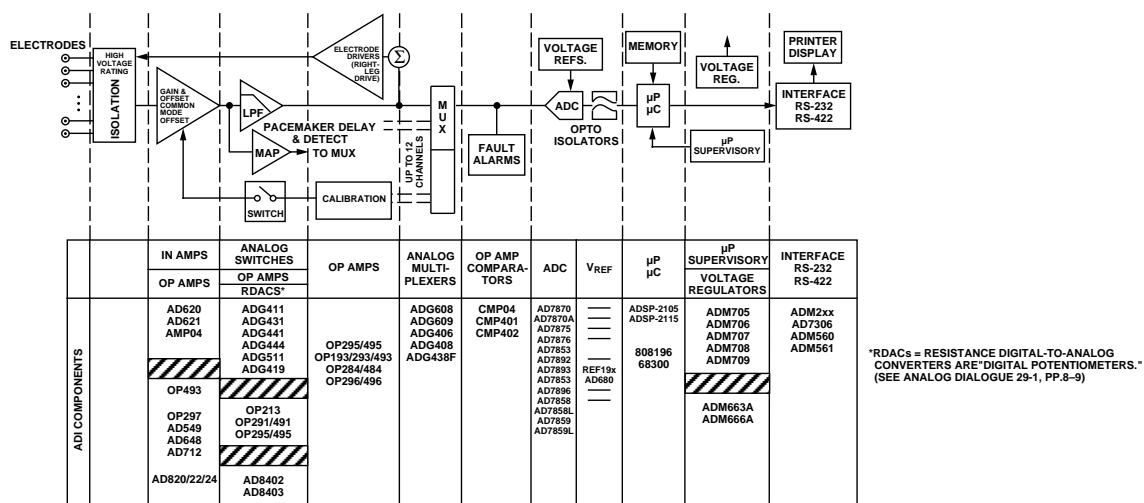 ELECTRODES
HIGH
VOLTAGE
RATING
ISOLATION
GAIN &
OFFSET
COMMON
MODE
OFFSET
LPF
MAP
PACEMAKER DELAY
& DETECT
TO MUX
SWITCH
CALIBRATION
ELECTRODE
DRIVERS
(RIGHT-
LEG
DRIVE)
Σ
UP TO 12
CHANNELS
M
U
X
FAULT
ALARMS
VOLTAGE
REFS.
ADC
OPTO
ISOLATORS
MEMORY
µP
µC
VOLTAGE
REG.
µP
SUPERVISORY
PRINTER
DISPLAY
INTERFACE
RS-232
RS-422
ADI COMPONENTS
IN AMPS
OP AMPS
AD620
AD621
AMP04
OP493
OP297
AD549
AD648
AD712
AD820/22/24
ANALOG
SWITCHES
OP AMPS
RDACS*
ADG411
ADG431
ADG441
ADG444
ADG511
ADG419
OP213
OP291/491
OP295/495
AD8402
AD8403
OP AMPS
OP295/495
OP193/293/493
OP284/484
OP296/496
ANALOG
MULTI-
PLEXERS
ADG608
ADG609
ADG406
ADG408
ADG438F
OP AMP
COMPARA-
TORS
CMP04
CMP401
CMP402
ADC
AD7870
AD7870A
AD7875
AD7876
AD7853
AD7892
AD7893
AD7853
AD7896
AD7858
AD7858L
AD7859
AD7859L
VREF
REF19x
AD680
µP
µC
ADSP-2105
ADSP-2115
808196
68300
µP
SUPERVISORY
VOLTAGE
REGULATORS
ADM705
ADM706
ADM707
ADM708
ADM709
ADM663A
ADM666A
INTERFACE
RS-232
RS-422
ADM2xx
AD7306
ADM560
ADM561
*RDACs = RESISTANCE DIGITAL-TO-ANALOG
CONVERTERS ARE"DIGITAL POTENTIOMETERS."
(SEE ANALOG DIALOGUE 29-1, PP.8–9)